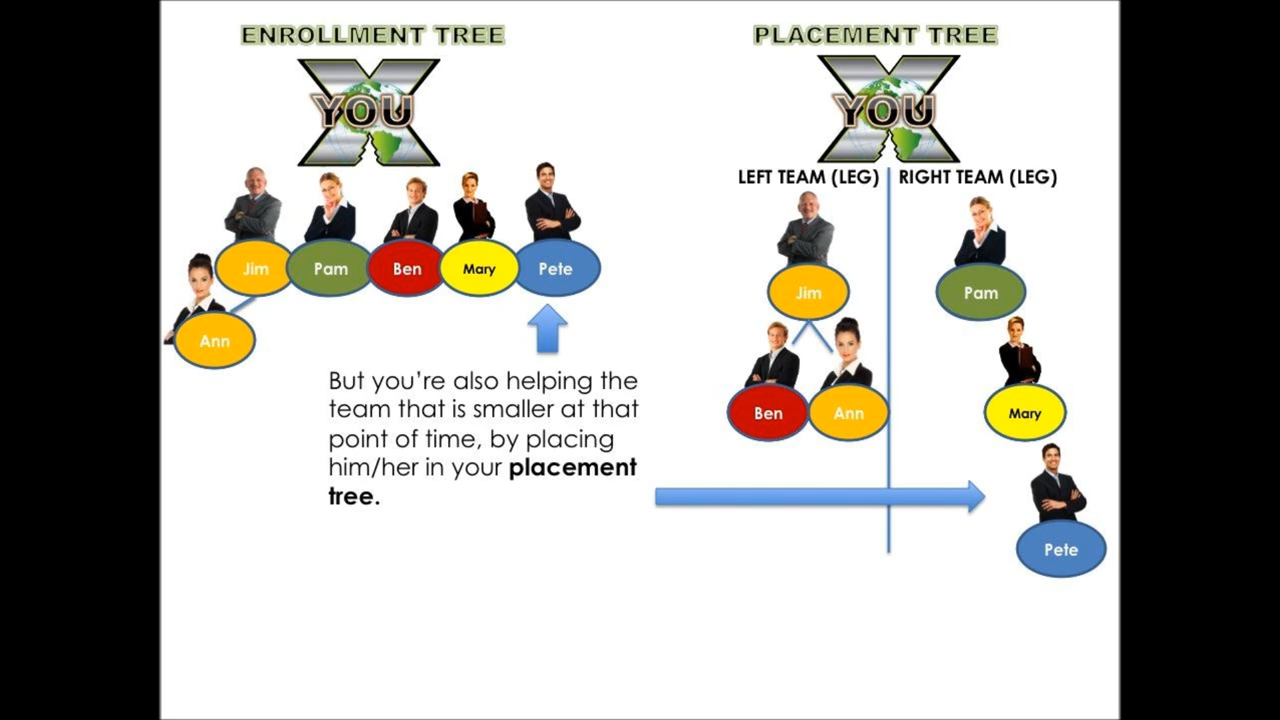 ENROLLMENT TREE
YOU
Jim
Pam
Ben
Mary
Pete
Ann
But you're also helping the
team that is smaller at that
point of time, by placing
him/her in your placement
tree.
PLACEMENT TREE
YOU
LEFT TEAM (LEG)
RIGHT TEAM (LEG)
Jim
Pam
Ben
Ann
Mary
Pete